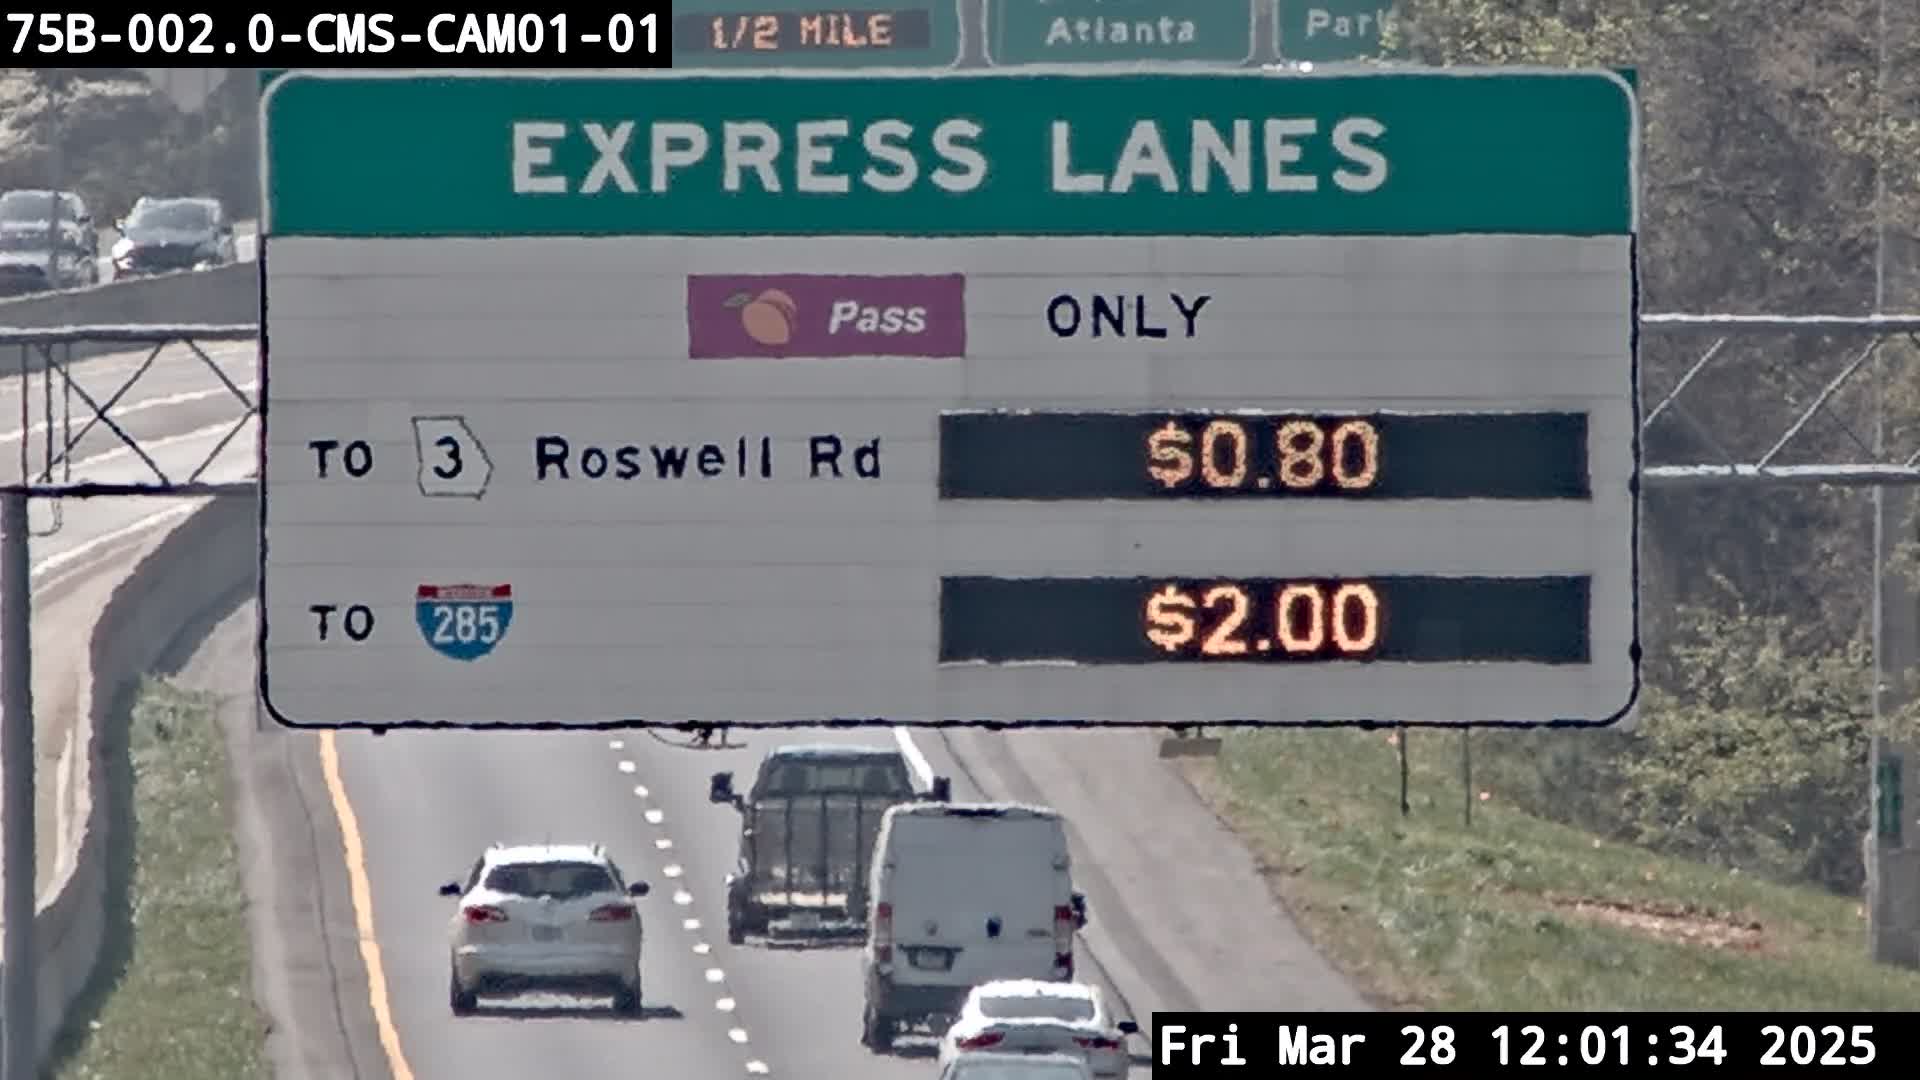 75B-002.0-CMS-CAM01-01
1/2 MILE
Atlanta
EXPRESS LANES
Pass ONLY
TO 3 Roswell Rd $0.80
TO 285 $2.00
Fri Mar 28 12:01:34 2025